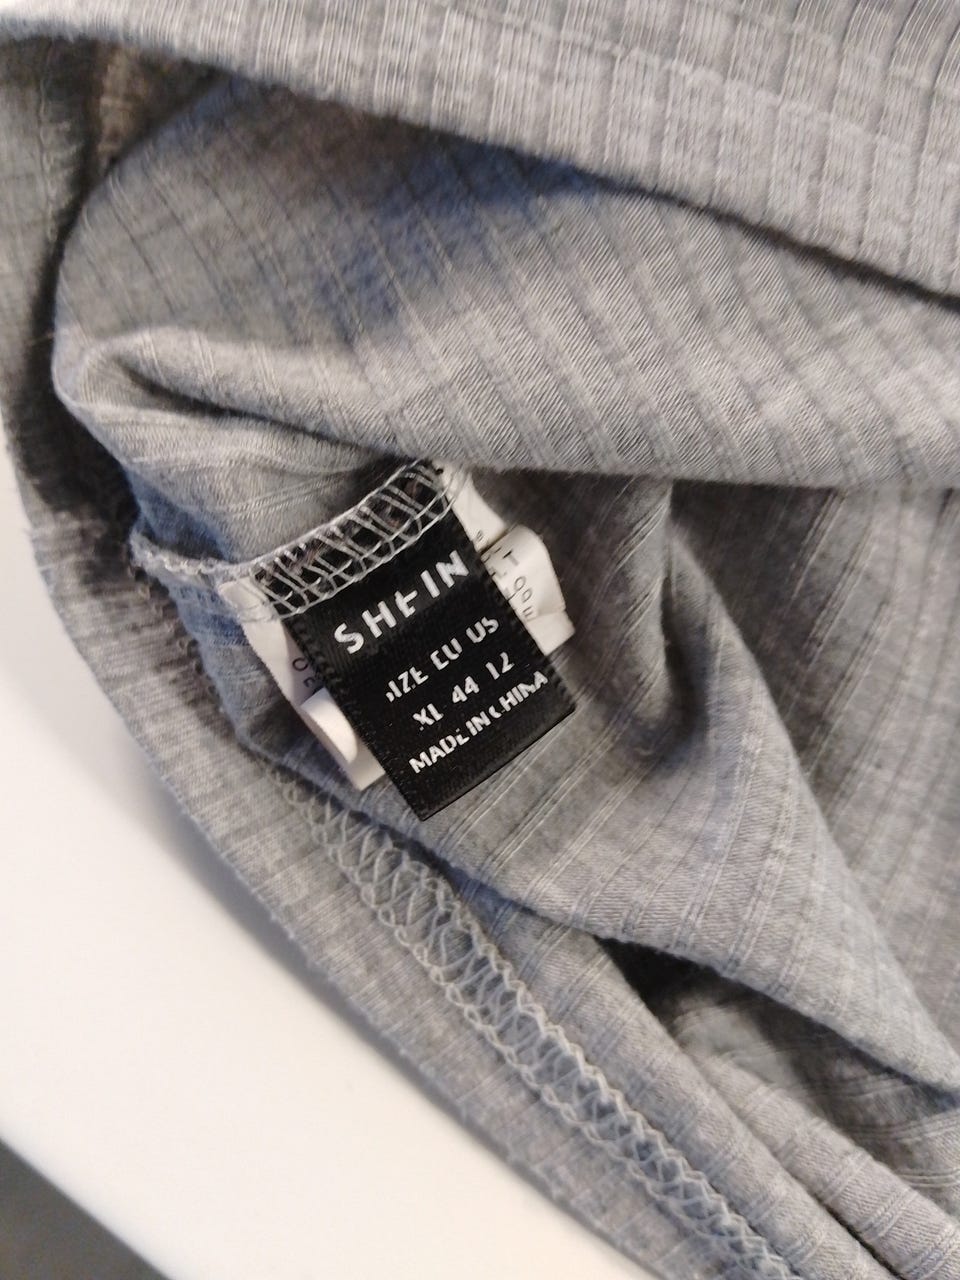 SHEIN
SIZE EU US
XL 44 12
MADE IN CHINA